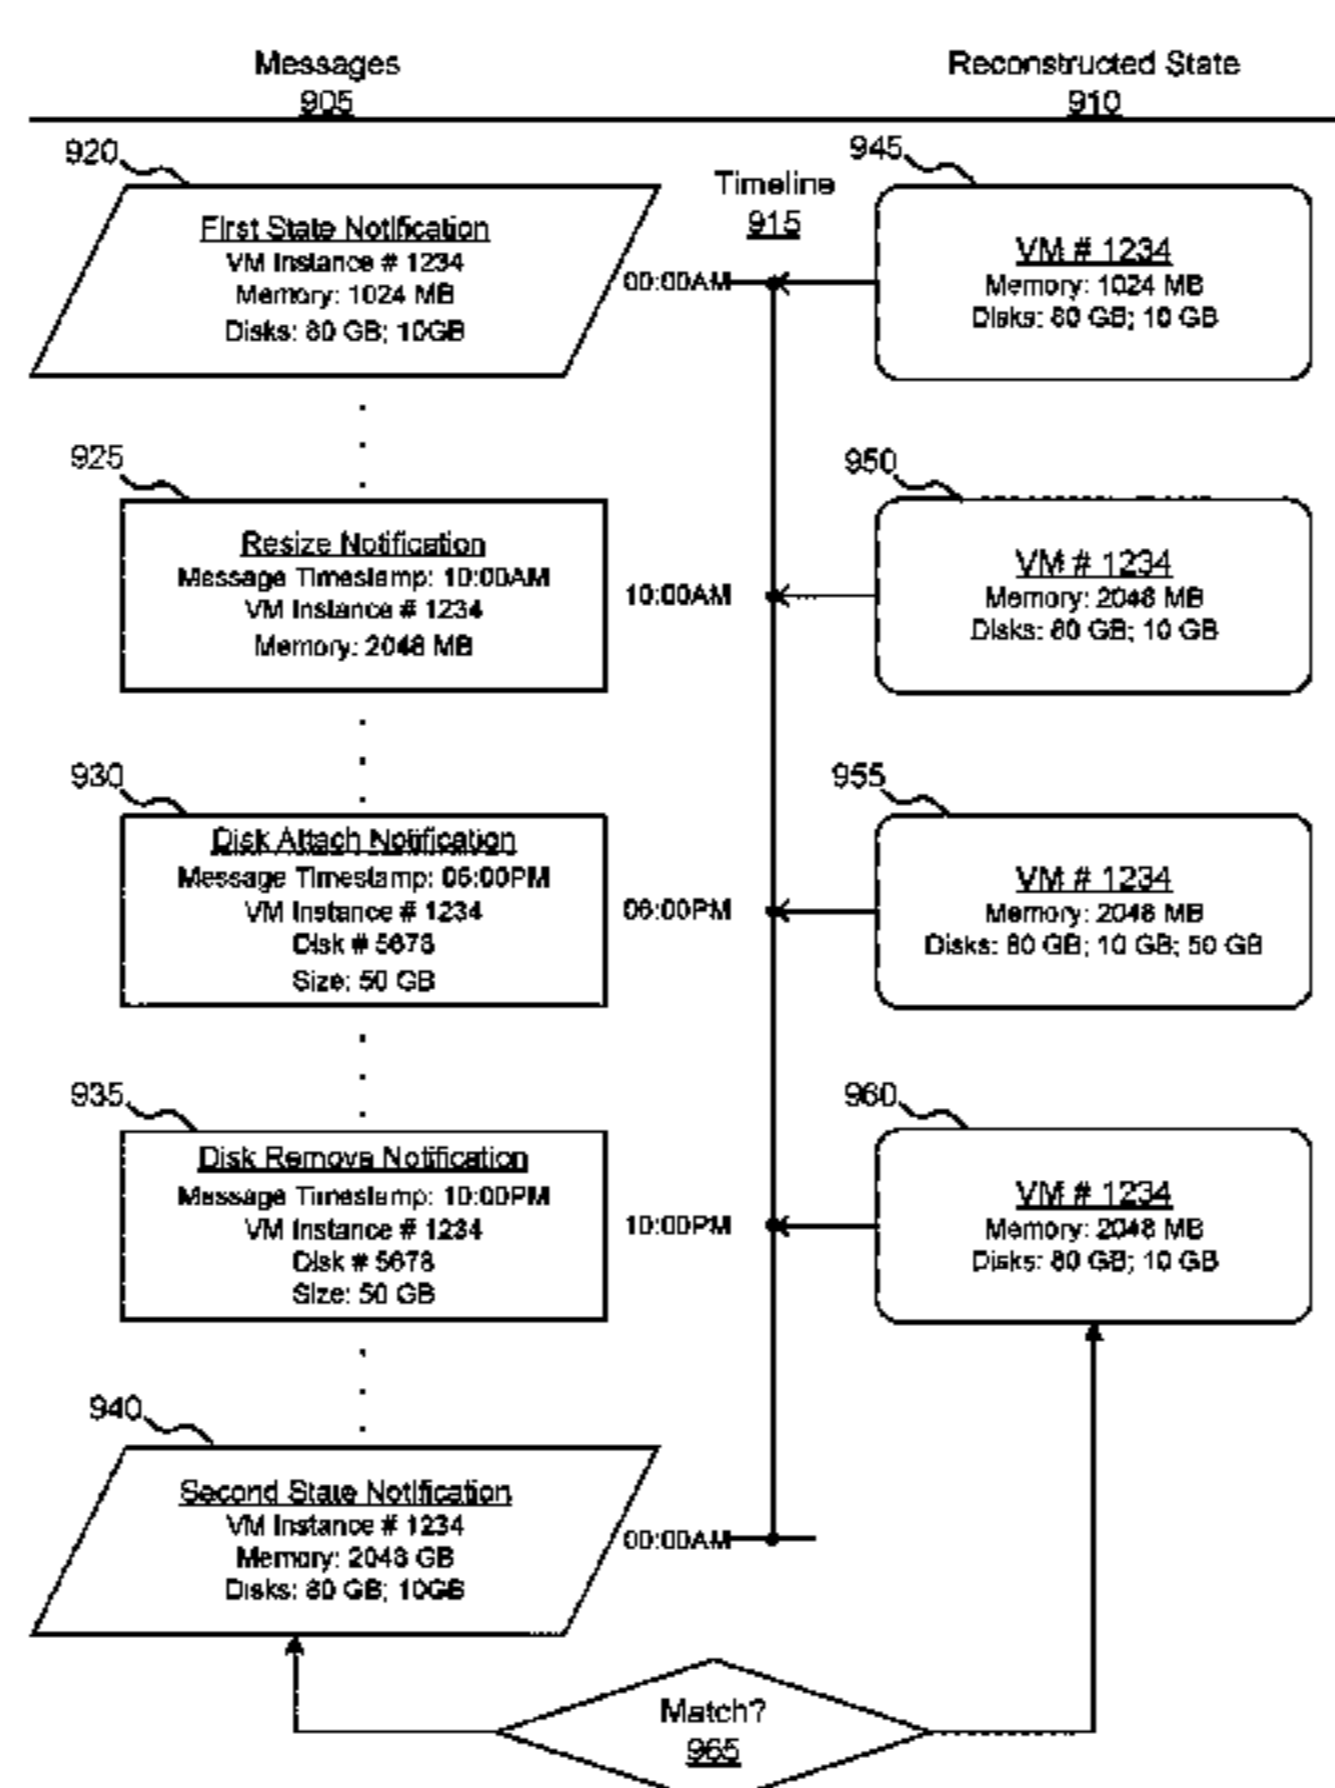 Messages
905
Reconstructed State
910
920
First State Notification
VM Instance # 1234
Memory: 1024 MB
Disks: 80 GB; 10GB
Timeline
915
00:00AM
945
VM # 1234
Memory: 1024 MB
Disks: 80 GB; 10 GB
925
Resize Notification
Message Timestamp: 10:00AM
VM Instance # 1234
Memory: 2048 MB
10:00AM
950
VM # 1234
Memory: 2048 MB
Disks: 80 GB; 10 GB
930
Disk Attach Notification
Message Timestamp: 06:00PM
VM Instance # 1234
Disk # 5678
Size: 50 GB
06:00PM
955
VM # 1234
Memory: 2048 MB
Disks: 80 GB; 10 GB; 50 GB
935
Disk Remove Notification
Message Timestamp: 10:00PM
VM Instance # 1234
Disk # 5678
Size: 50 GB
10:00PM
960
VM # 1234
Memory: 2048 MB
Disks: 80 GB; 10 GB
940
Second State Notification
VM Instance # 1234
Memory: 2048 GB
Disks: 80 GB; 10GB
00:00AM
Match?
965